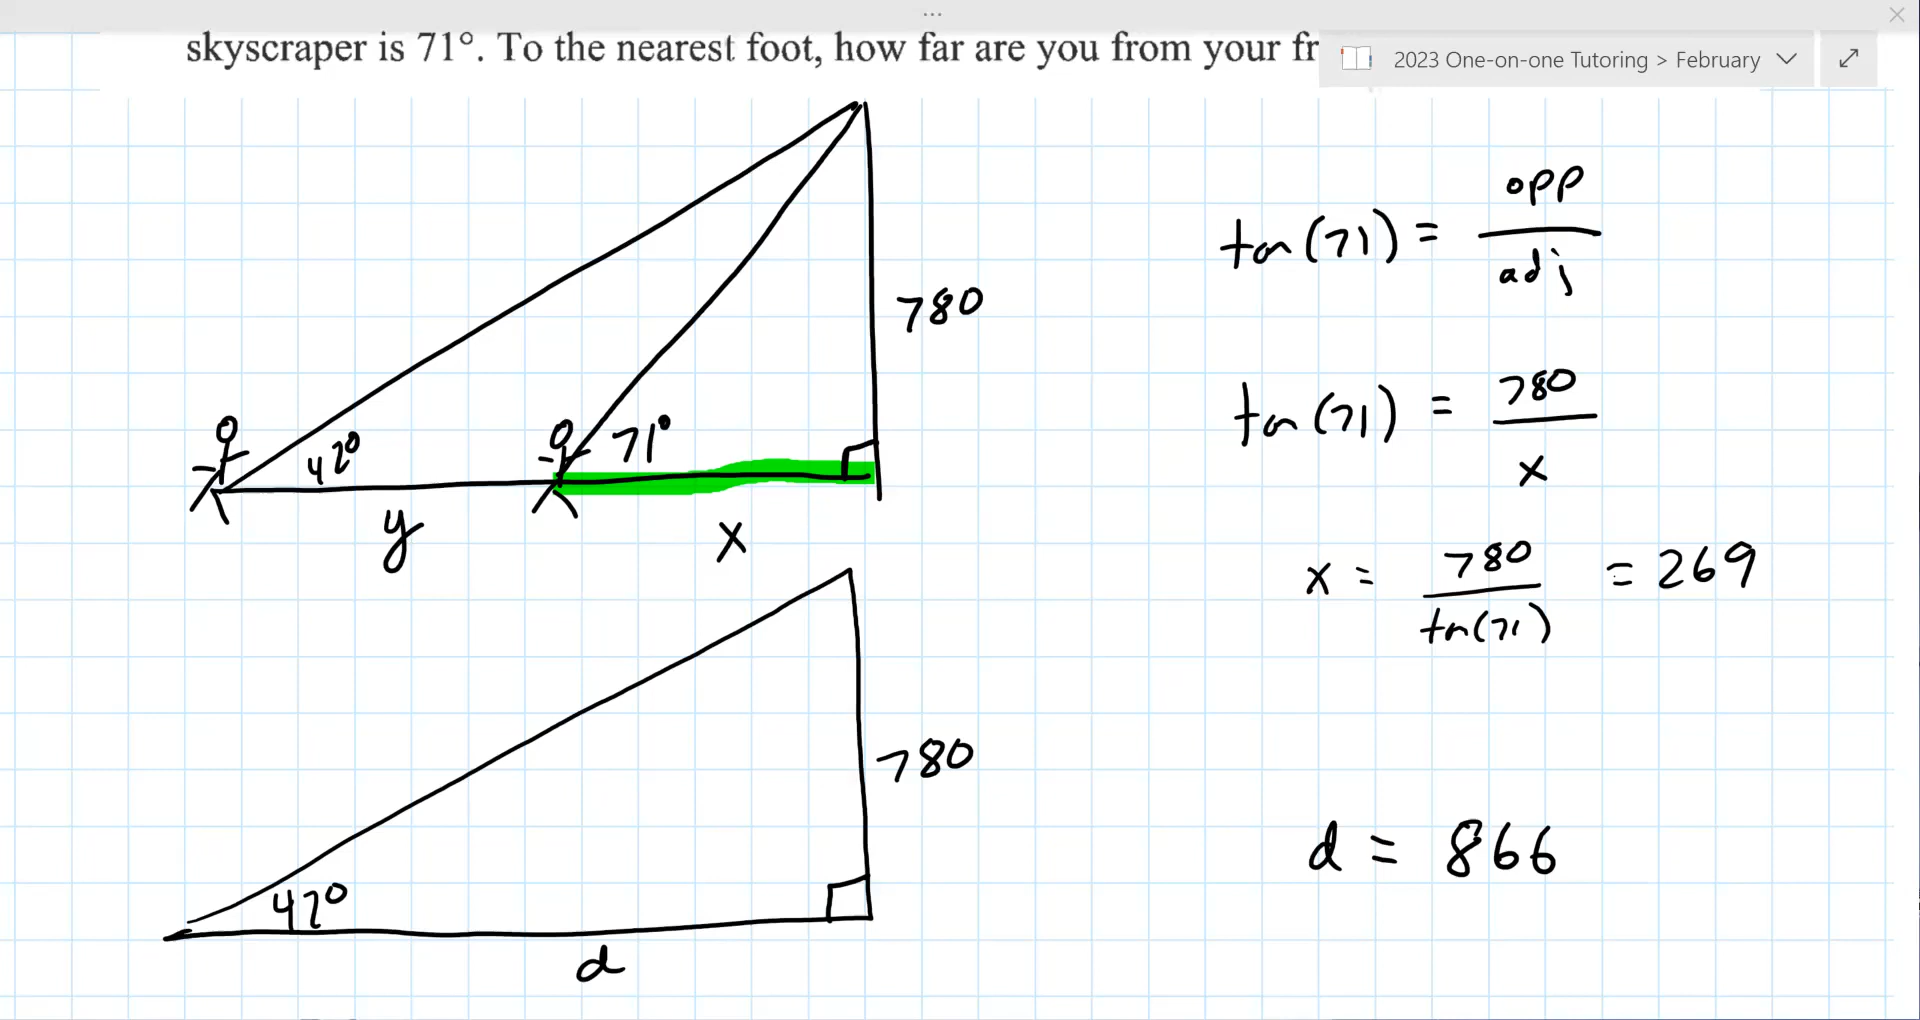 skyscraper is 71°. To the nearest foot, how far are you from your fr
2023 One-on-one Tutoring > February
opp
tan(71) = 
adj
780
780
tan(71) = 
x
42° 71°
y x
780
x = = 269
tan(71)
780
d = 866
42°
d